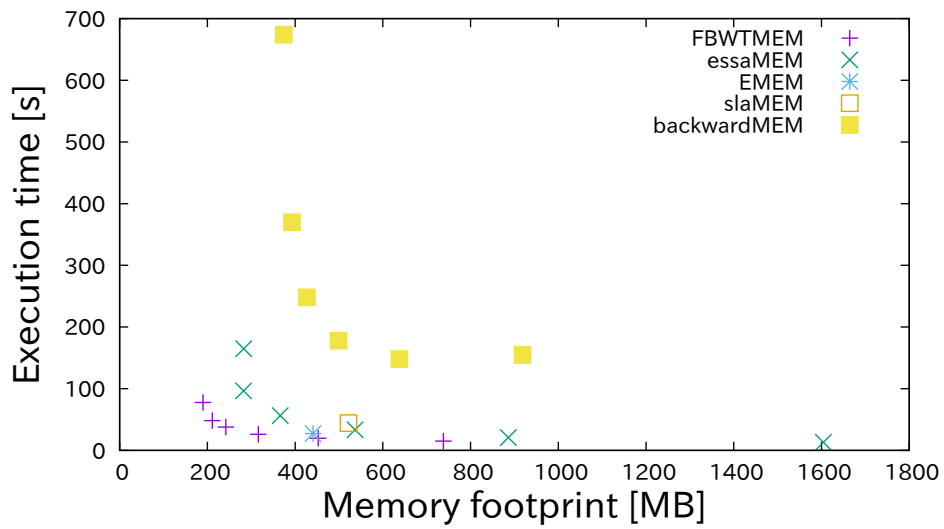 Execution time [s]
700
600
500
400
300
200
100
0
FBWTMEM
essaMEM
EMEM
slaMEM
backwardMEM
0 200 400 600 800 1000 1200 1400 1600 1800
Memory footprint [MB]